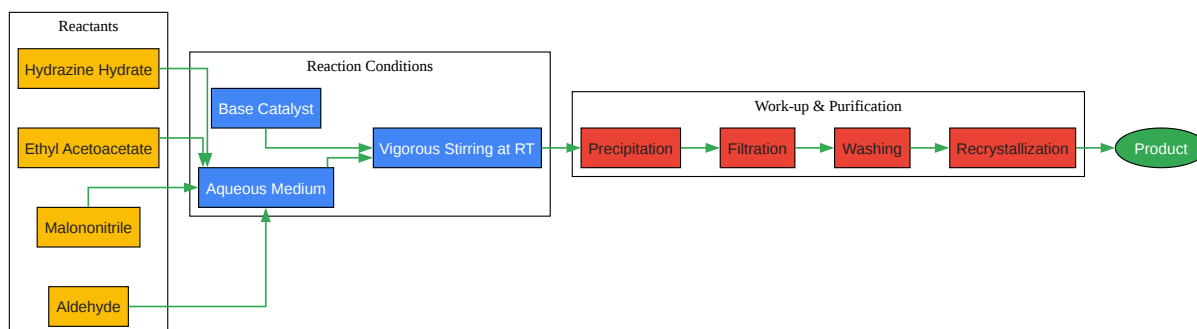 Reactants
Hydrazine Hydrate
Ethyl Acetoacetate
Malononitrile
Aldehyde
Reaction Conditions
Base Catalyst
Aqueous Medium
Vigorous Stirring at RT
Work-up & Purification
Precipitation
Filtration
Washing
Recrystallization
Product